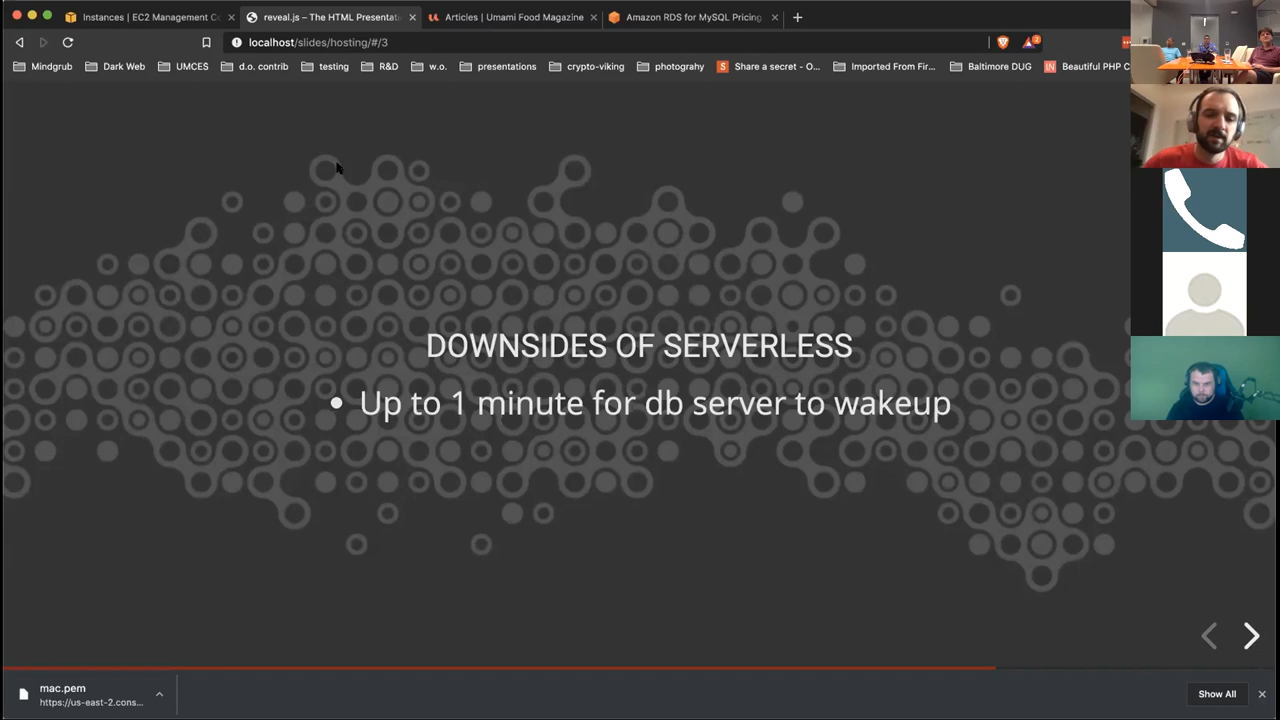 Instances | EC2 Management Co
reveal.js – The HTML Presentati
Articles | Umami Food Magazine
Amazon RDS for MySQL Pricing
localhost/slides/hosting/#/3
2
Mindgrub
Dark Web
UMCES
d.o. contrib
testing
R&D
w.o.
presentations
crypto-viking
photograhy
S
Share a secret - O...
Imported From Fir...
Baltimore DUG
IN
Beautiful PHP C
DOWNSIDES OF SERVERLESS
• Up to 1 minute for db server to wakeup
mac.pem
https://us-east-2.cons...
Show All